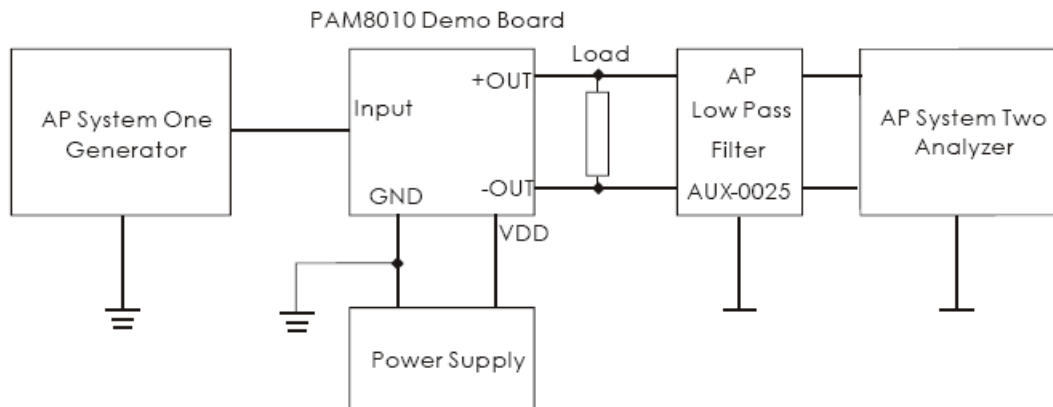 PAM8010 Demo Board
AP System One
Generator
Input
+OUT
-OUT
GND
VDD
Load
AP
Low Pass
Filter
AUX-0025
AP System Two
Analyzer
Power Supply